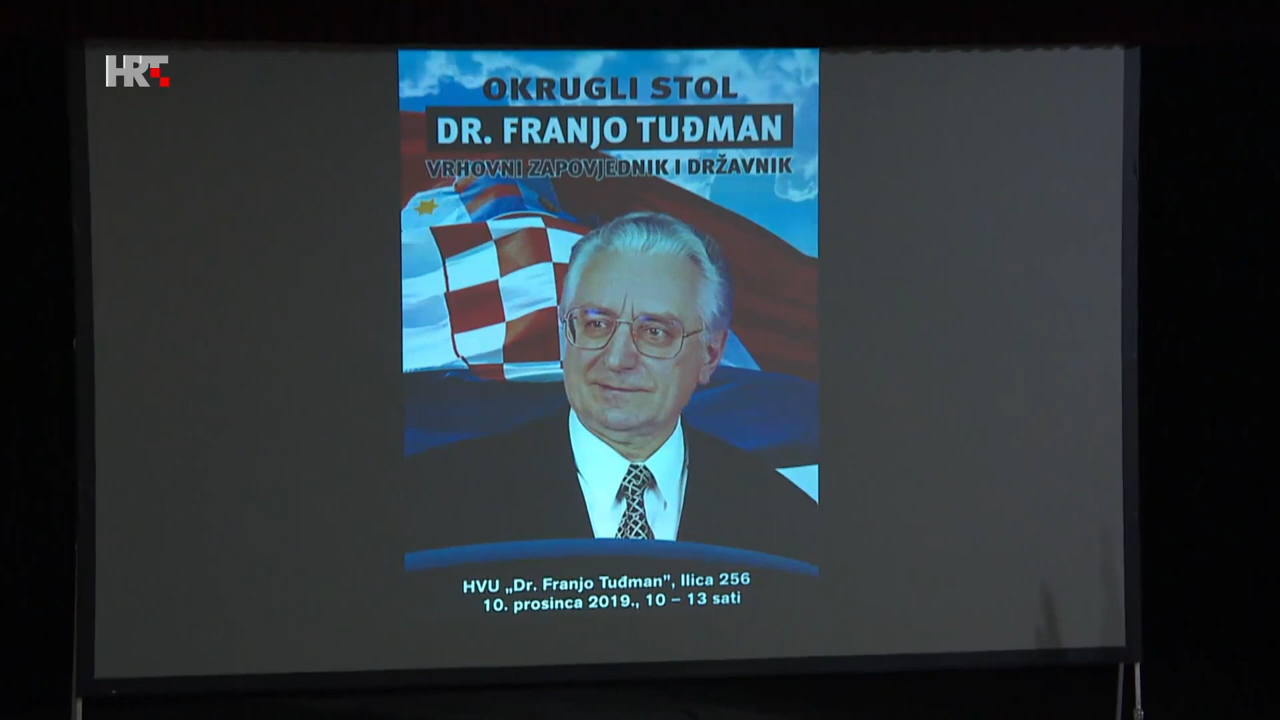 HRT
OKRUGLI STOL
DR. FRANJO TUĐMAN
VRHOVNI ZAPOVJEDNIK I DRŽAVNIK
HVU „Dr. Franjo Tuđman”, Ilica 256
10. prosinca 2019., 10 – 13 sati